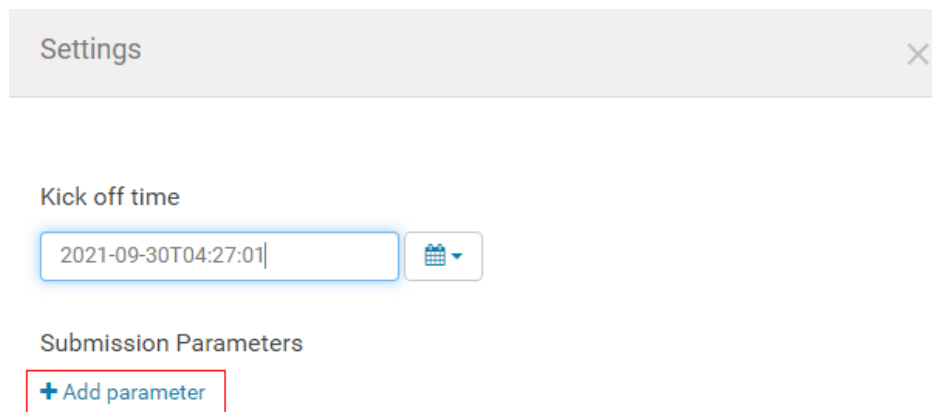 Settings
Kick off time
2021-09-30T04:27:01
Submission Parameters
Add parameter